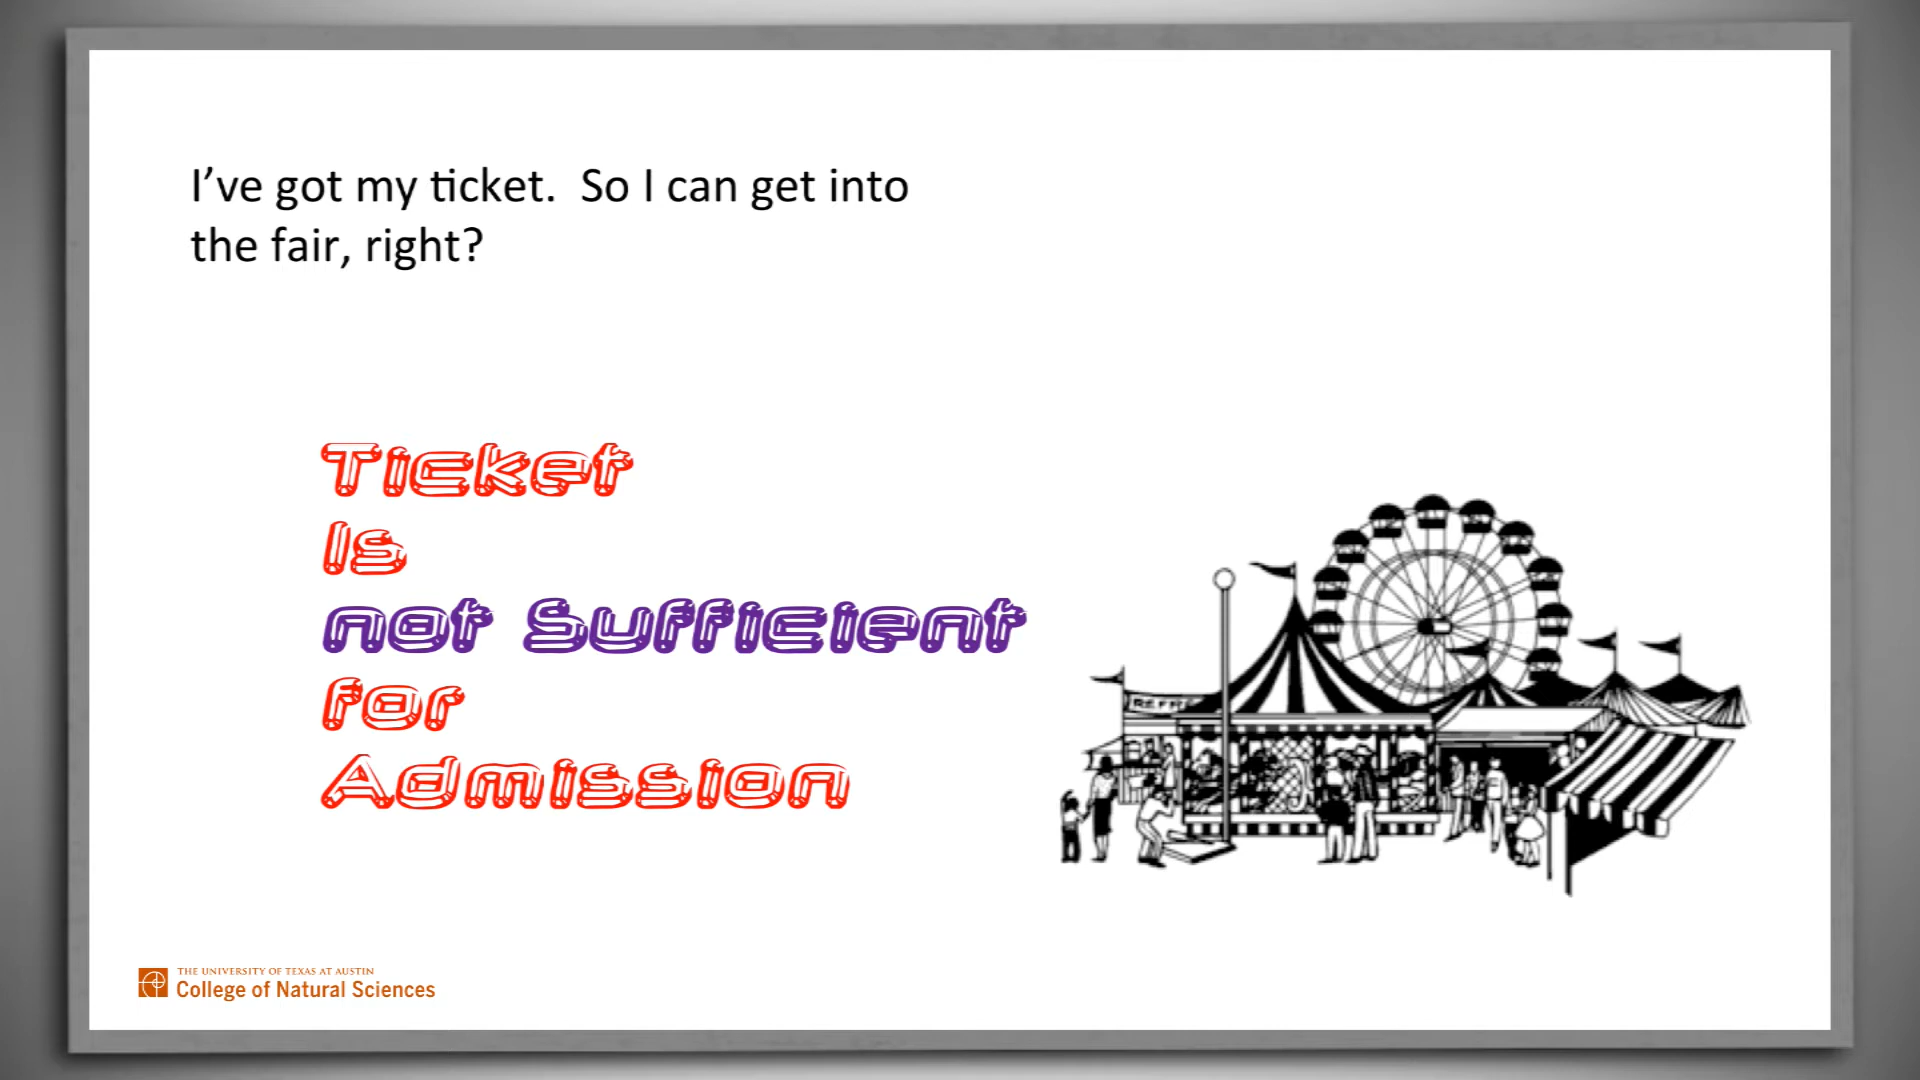 I've got my ticket.  So I can get into
the fair, right?
Ticket
Is
not Sufficient
for
Admission
REFRE
THE UNIVERSITY OF TEXAS AT AUSTIN
College of Natural Sciences